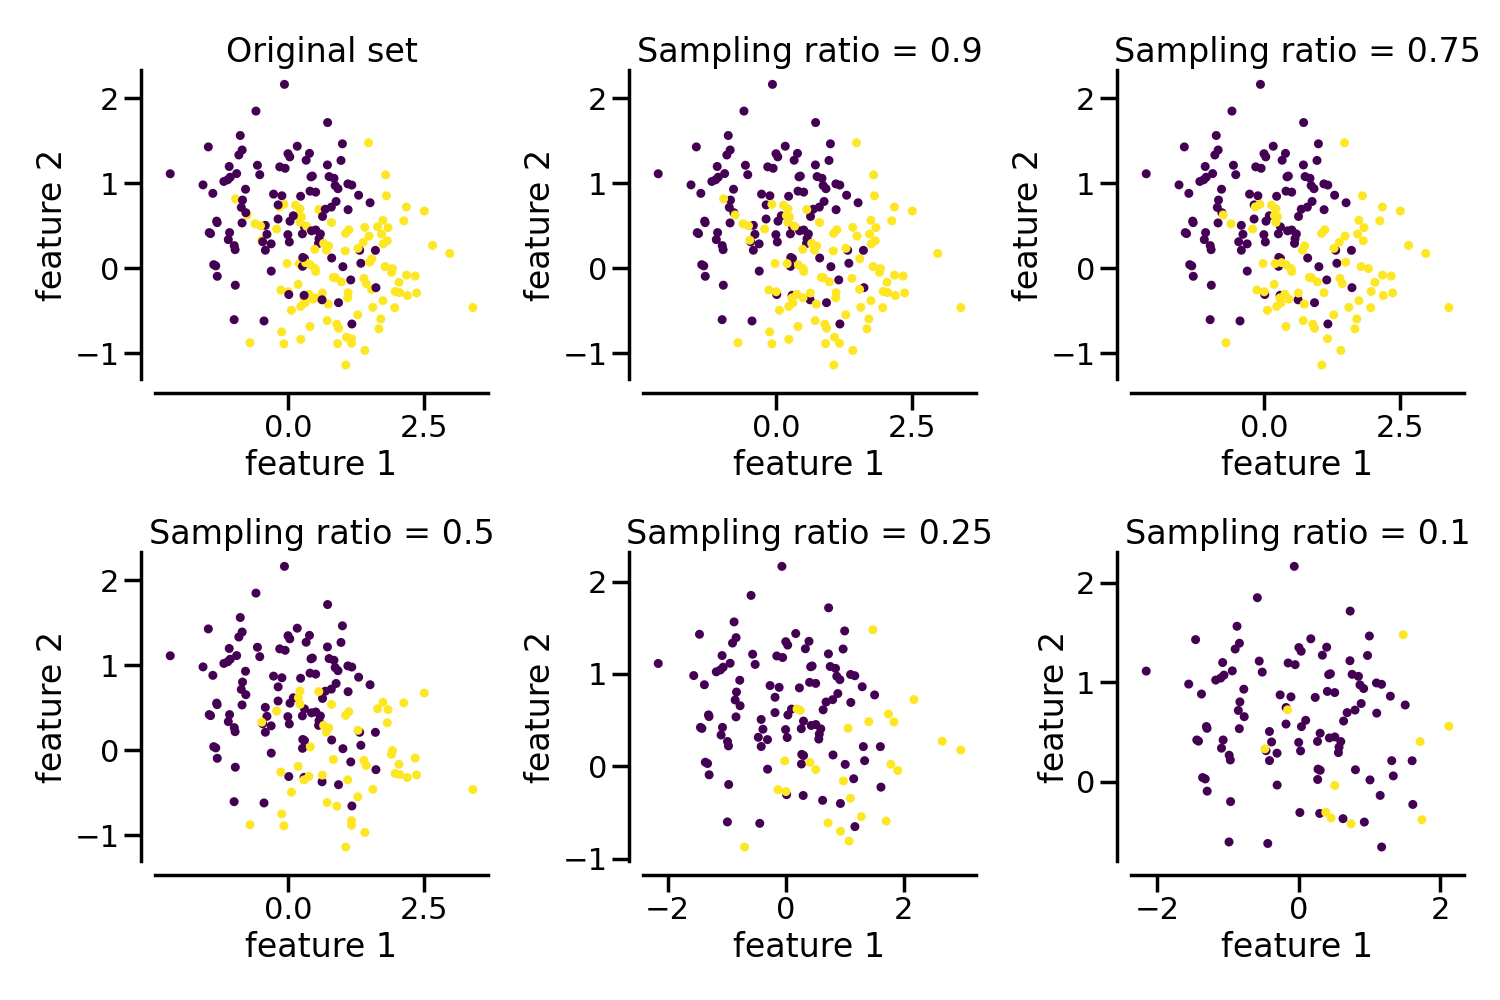 Original set
Sampling ratio = 0.9
Sampling ratio = 0.75
feature 2
2
1
0
−1
0.0 2.5
feature 1
feature 2
2
1
0
−1
0.0 2.5
feature 1
feature 2
2
1
0
−1
0.0 2.5
feature 1
Sampling ratio = 0.5
Sampling ratio = 0.25
Sampling ratio = 0.1
feature 2
2
1
0
−1
0.0 2.5
feature 1
feature 2
2
1
0
−1
−2 0 2
feature 1
feature 2
2
1
0
−2 0 2
feature 1